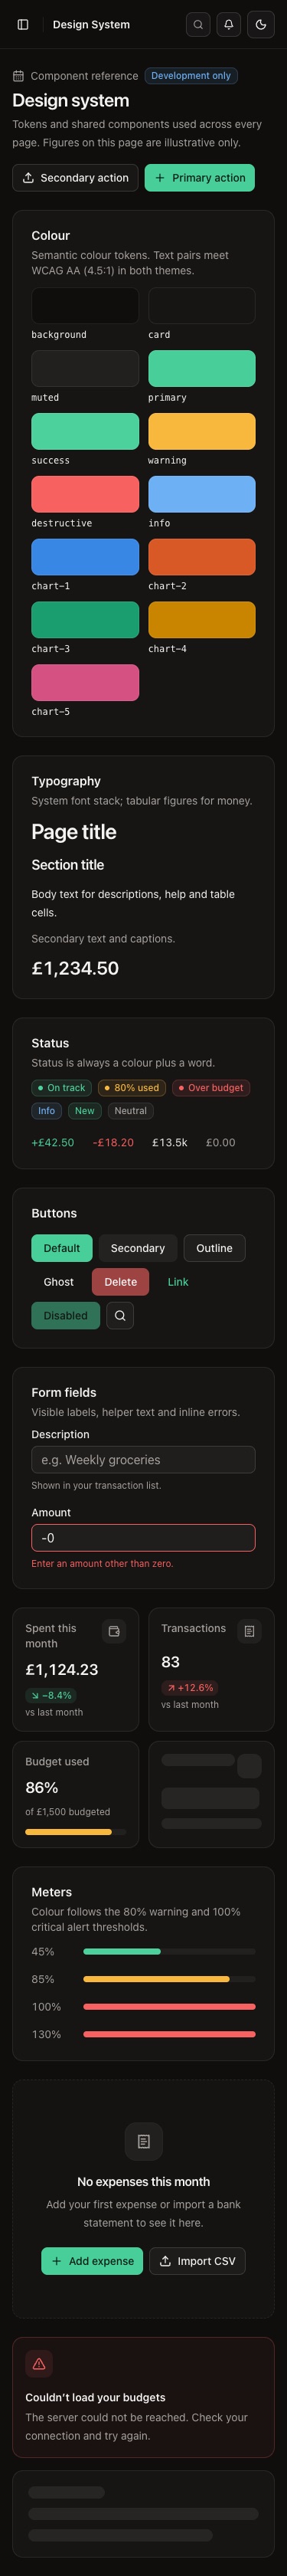 Design System
Component reference Development only
Design system
Tokens and shared components used across every
page. Figures on this page are illustrative only.
Secondary action Primary action
Colour
Semantic colour tokens. Text pairs meet
WCAG AA (4.5:1) in both themes.
background card
muted primary
success warning
destructive info
chart-1 chart-2
chart-3 chart-4
chart-5
Typography
System font stack; tabular figures for money.
Page title
Section title
Body text for descriptions, help and table
cells.
Secondary text and captions.
£1,234.50
Status
Status is always a colour plus a word.
On track 80% used Over budget
Info New Neutral
+£42.50 -£18.20 £13.5k £0.00
Buttons
Default Secondary Outline
Ghost Delete Link
Disabled
Form fields
Visible labels, helper text and inline errors.
Description
e.g. Weekly groceries
Shown in your transaction list.
Amount
-0
Enter an amount other than zero.
Spent this
month
£1,124.23
−8.4%
vs last month
Transactions
83
+12.6%
vs last month
Budget used
86%
of £1,500 budgeted
Meters
Colour follows the 80% warning and 100%
critical alert thresholds.
45%
85%
100%
130%
No expenses this month
Add your first expense or import a bank
statement to see it here.
Add expense Import CSV
Couldn't load your budgets
The server could not be reached. Check your
connection and try again.